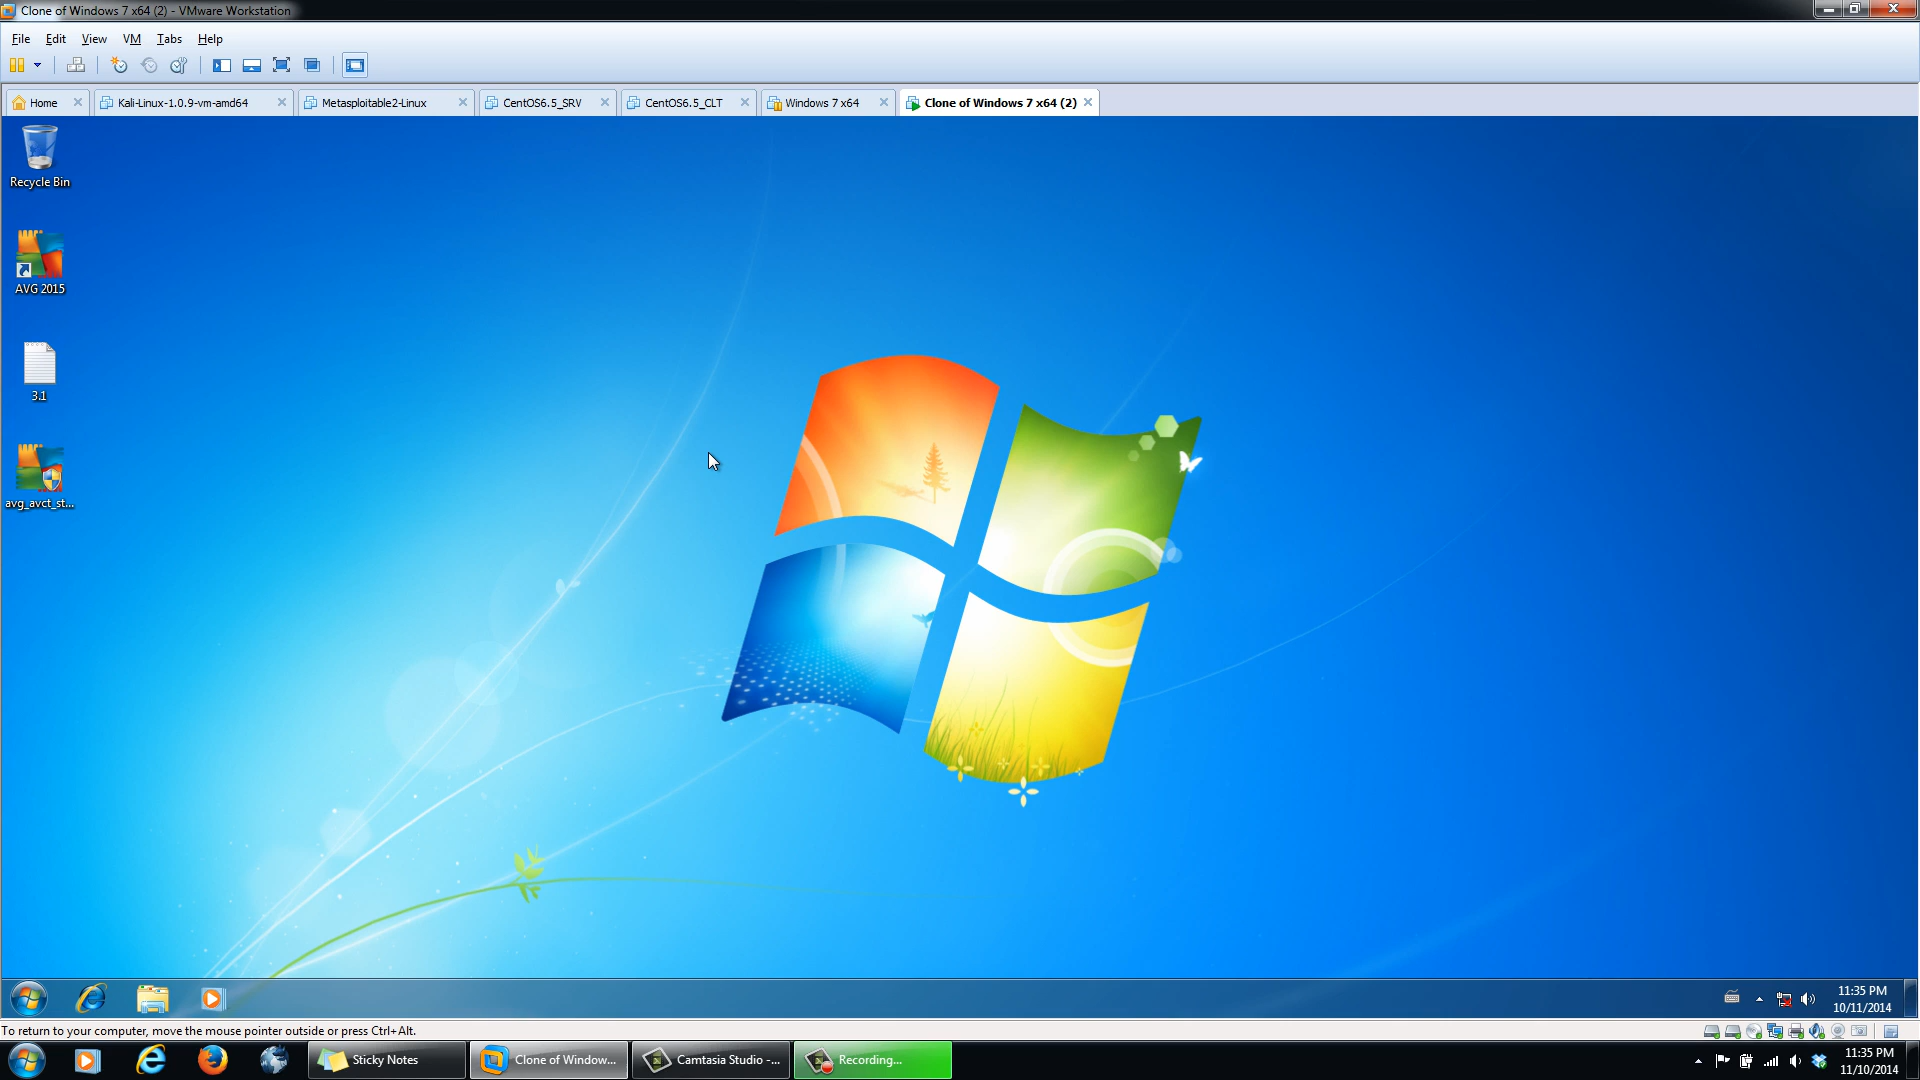 Clone of Windows 7 x64 (2) - VMware Workstation
File Edit View VM Tabs Help
Home Kali-Linux-1.0.9-vm-amd64 Metasploitable2-Linux CentOS6.5_SRV CentOS6.5_CLT Windows 7 x64 Clone of Windows 7 x64 (2)
Recycle Bin
AVG 2015
3.1
avg_avct_st...
11:35 PM
10/11/2014
To return to your computer, move the mouse pointer outside or press Ctrl+Alt.
Sticky Notes Clone of Window... Camtasia Studio -... Recording...
11:35 PM
11/10/2014